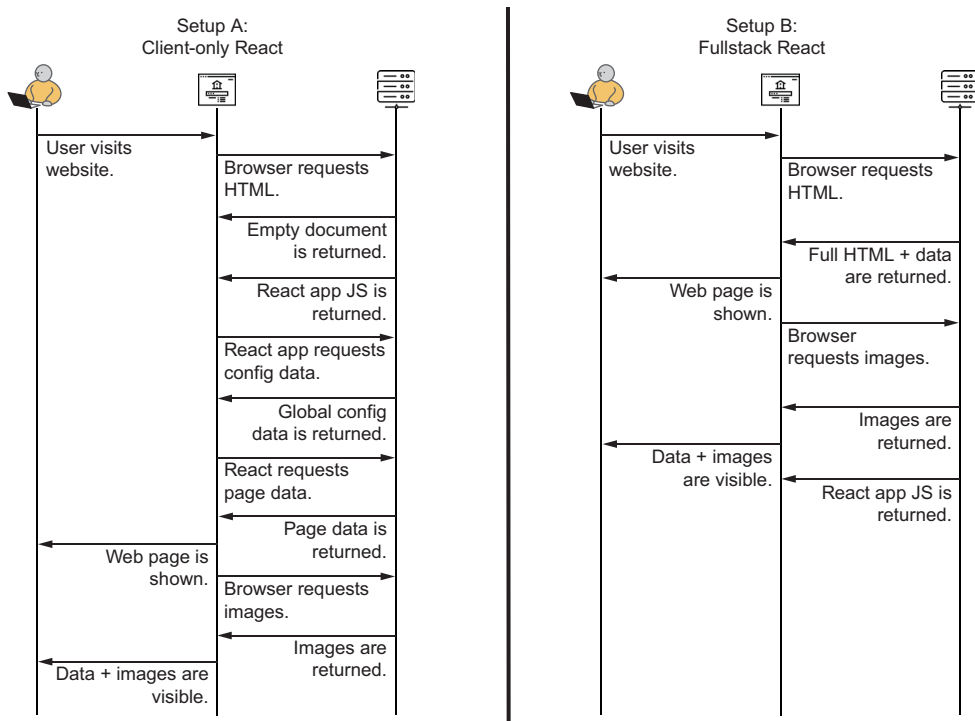 Setup A:
Client-only React
User visits
website.
Browser requests
HTML.
Empty document
is returned.
React app JS is
returned.
React app requests
config data.
Global config
data is returned.
React requests
page data.
Page data is
returned.
Web page is
shown.
Browser requests
images.
Images are
returned.
Data + images are
visible.
Setup B:
Fullstack React
User visits
website.
Browser requests
HTML.
Full HTML + data
are returned.
Web page is
shown.
Browser
requests images.
Images are
returned.
Data + images
are visible.
React app JS is
returned.